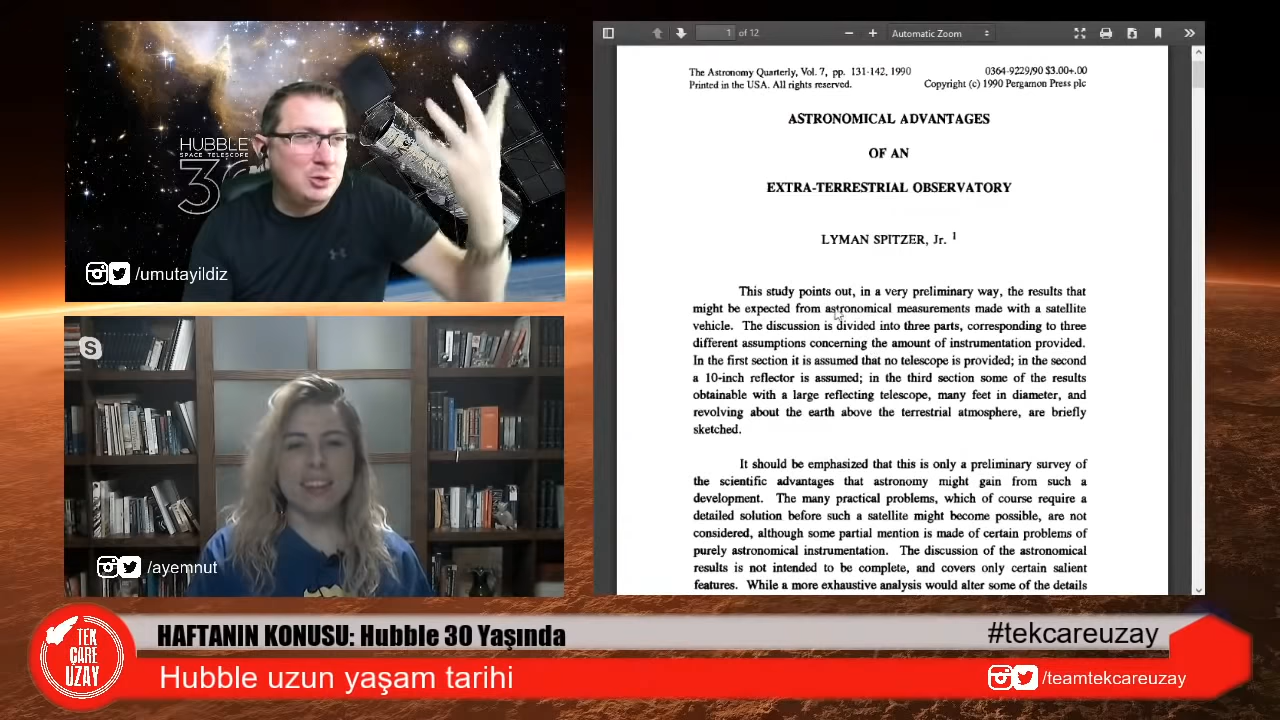 HUBBLE
SPACE TELESCOPE
30
/umutayildiz
S
/ayemnut
1 of 12
Automatic Zoom
The Astronomy Quarterly, Vol. 7, pp. 131-142, 1990
Printed in the USA. All rights reserved.
0364-9229/90 $3.00+.00
Copyright (c) 1990 Pergamon Press plc
ASTRONOMICAL ADVANTAGES
OF AN
EXTRA-TERRESTRIAL OBSERVATORY
LYMAN SPITZER, Jr. 1
This study points out, in a very preliminary way, the results that
might be expected from astronomical measurements made with a satellite
vehicle. The discussion is divided into three parts, corresponding to three
different assumptions concerning the amount of instrumentation provided.
In the first section it is assumed that no telescope is provided; in the second
a 10-inch reflector is assumed; in the third section some of the results
obtainable with a large reflecting telescope, many feet in diameter, and
revolving about the earth above the terrestrial atmosphere, are briefly
sketched.
It should be emphasized that this is only a preliminary survey of
the scientific advantages that astronomy might gain from such a
development. The many practical problems, which of course require a
detailed solution before such a satellite might become possible, are not
considered, although some partial mention is made of certain problems of
purely astronomical instrumentation. The discussion of the astronomical
results is not intended to be complete, and covers only certain salient
features. While a more exhaustive analysis would alter some of the details
TEK
ÇARE
UZAY
HAFTANIN KONUSU: Hubble 30 Yaşında
#tekcareuzay
Hubble uzun yaşam tarihi
/teamtekcareuzay